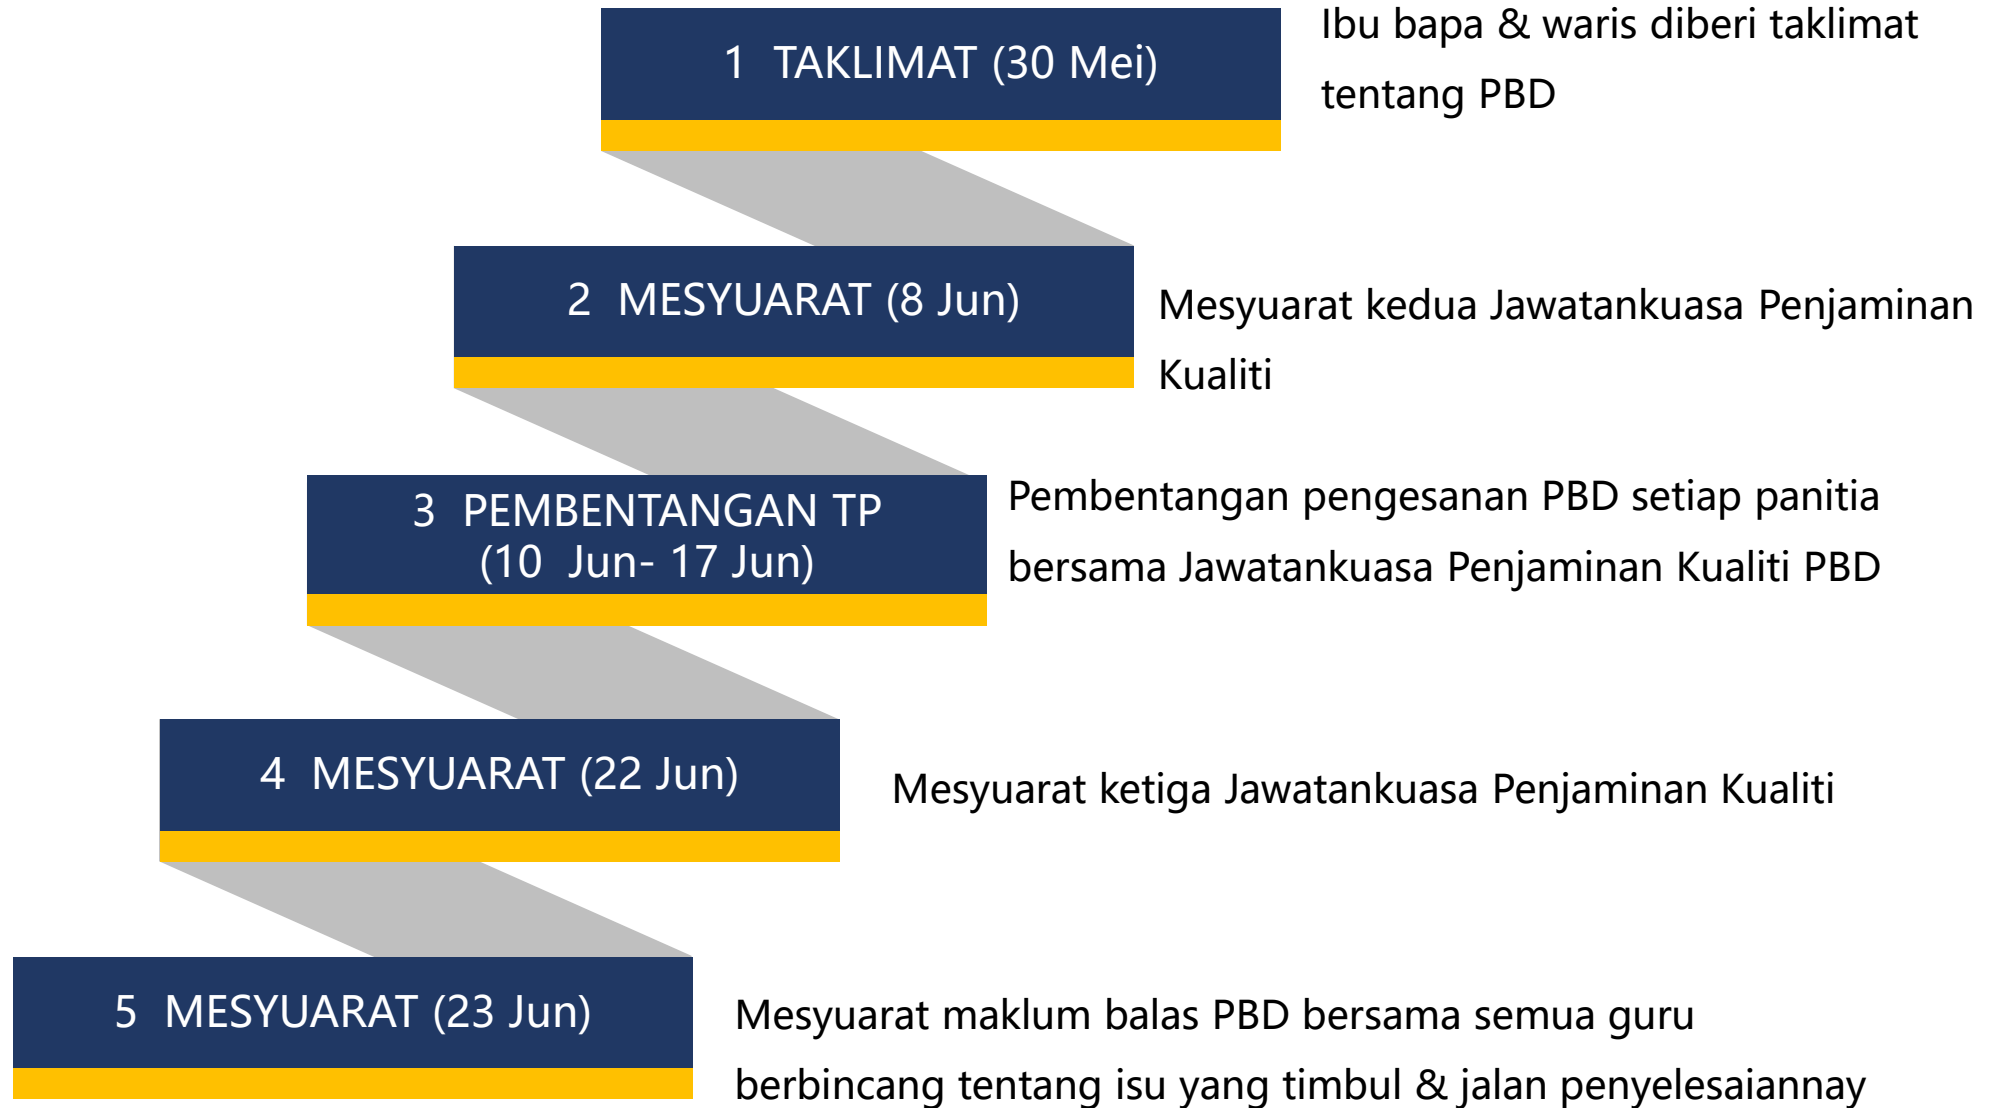 1 TAKLIMAT (30 Mei)
Ibu bapa & waris diberi taklimat
tentang PBD
2 MESYUARAT (8 Jun)
Mesyuarat kedua Jawatankuasa Penjaminan
Kualiti
3 PEMBENTANGAN TP
(10 Jun- 17 Jun)
Pembentangan pengesanan PBD setiap panitia
bersama Jawatankuasa Penjaminan Kualiti PBD
4 MESYUARAT (22 Jun)
Mesyuarat ketiga Jawatankuasa Penjaminan Kualiti
5 MESYUARAT (23 Jun)
Mesyuarat maklum balas PBD bersama semua guru
berbincang tentang isu yang timbul & jalan penyelesaiannay